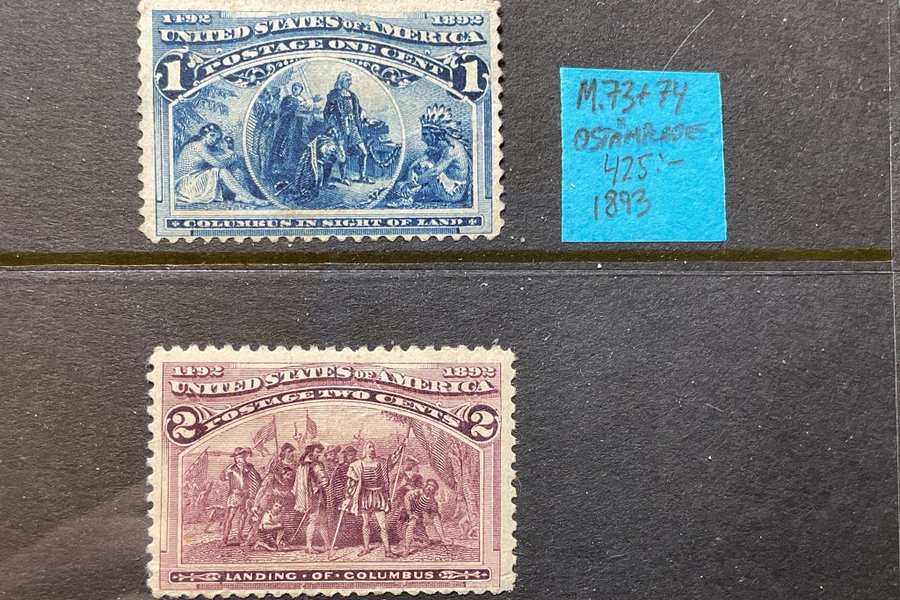 1492 1892
UNITED STATES OF AMERICA
POSTAGE ONE CENT
1 1
COLUMBUS IN SIGHT OF LAND
M.73+74
OSTÄMPLADE
425:-
1893
1492 1892
UNITED STATES OF AMERICA
POSTAGE TWO CENTS
2 2
LANDING · OF · COLUMBUS